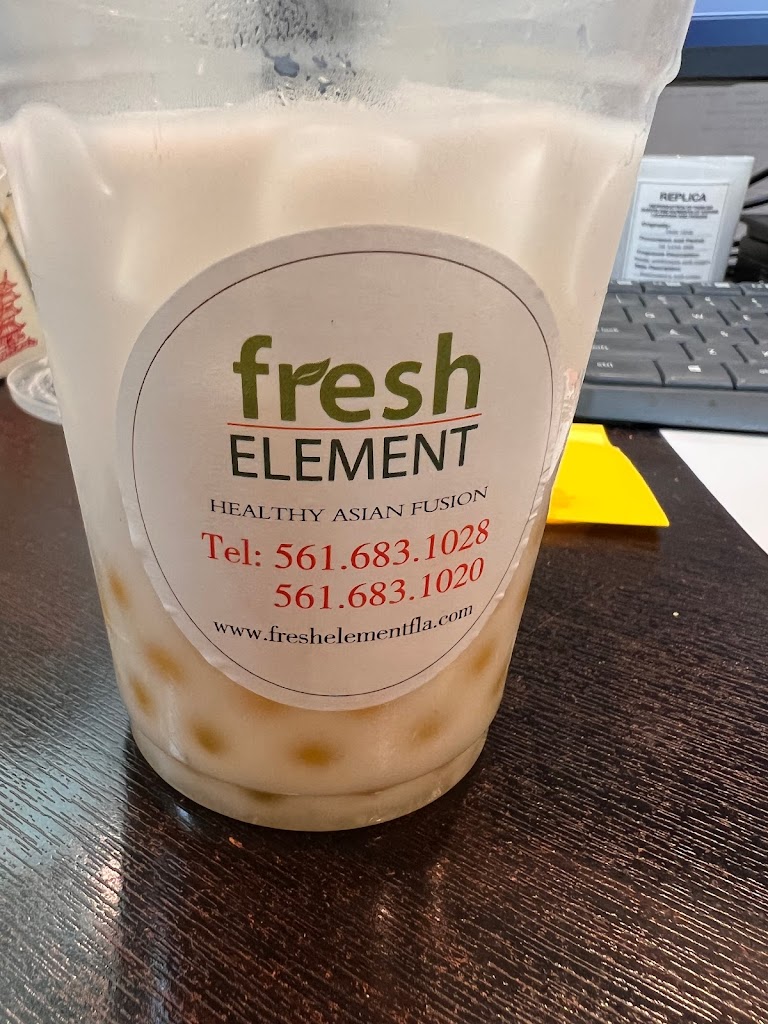 fresh
ELEMENT
HEALTHY ASIAN FUSION
Tel: 561.683.1028
561.683.1020
www.freshelementfla.com
REPLICA